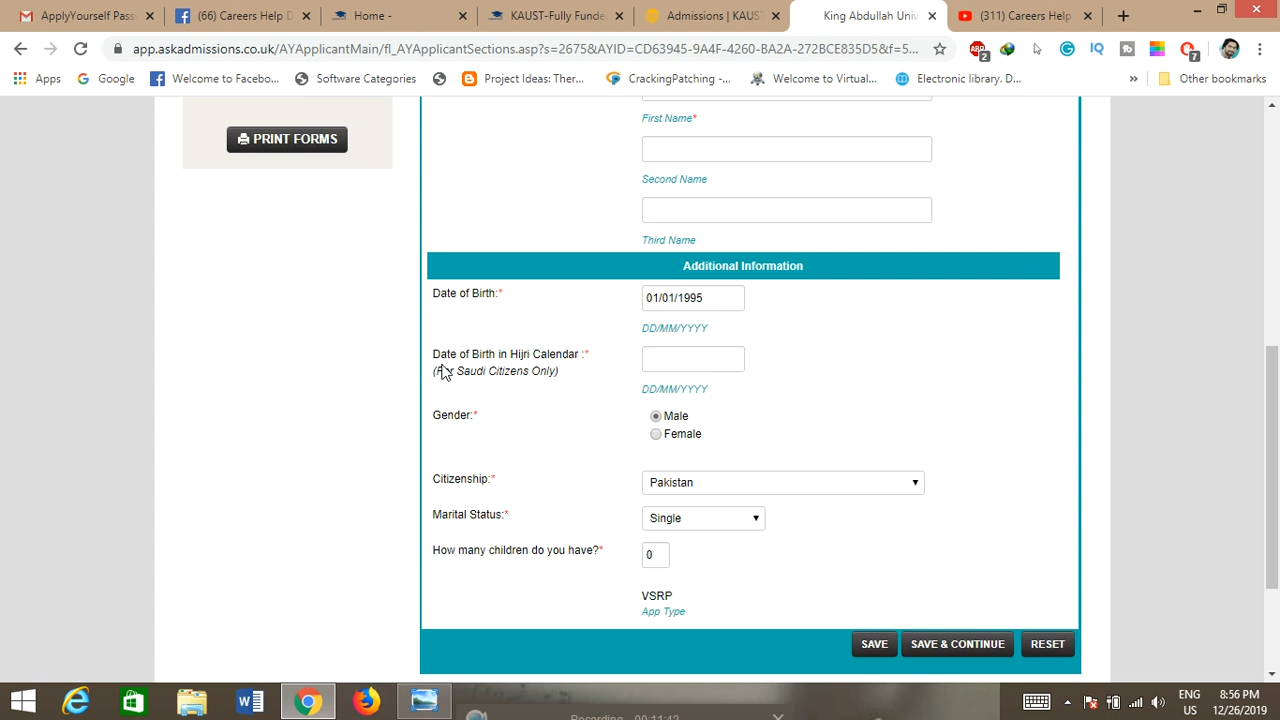 ApplyYourself Pass
(66) Careers Help D
Home -
KAUST-Fully Funde
Admissions | KAUST
King Abdullah Univ
(311) Careers Help
app.askadmissions.co.uk/AYApplicantMain/fl_AYApplicantSections.asp?s=2675&AYID=CD63945-9A4F-4260-BA2A-272BCE835D5&E=5...
Apps
Google
Welcome to Facebo...
Software Categories
Project Ideas: Ther...
CrackingPatching -...
Welcome to Virtual...
Electronic library. D...
»
Other bookmarks
PRINT FORMS
First Name*
Second Name
Third Name
Additional Information
Date of Birth:*
01/01/1995
DD/MM/YYYY
Date of Birth in Hijri Calendar :*
(For Saudi Citizens Only)
DD/MM/YYYY
Gender:*
Male
Female
Citizenship:*
Pakistan
Marital Status:*
Single
How many children do you have?*
0
VSRP
App Type
SAVE
SAVE & CONTINUE
RESET
ENG
US
8:56 PM
12/26/2019
Recording - 00:11:42